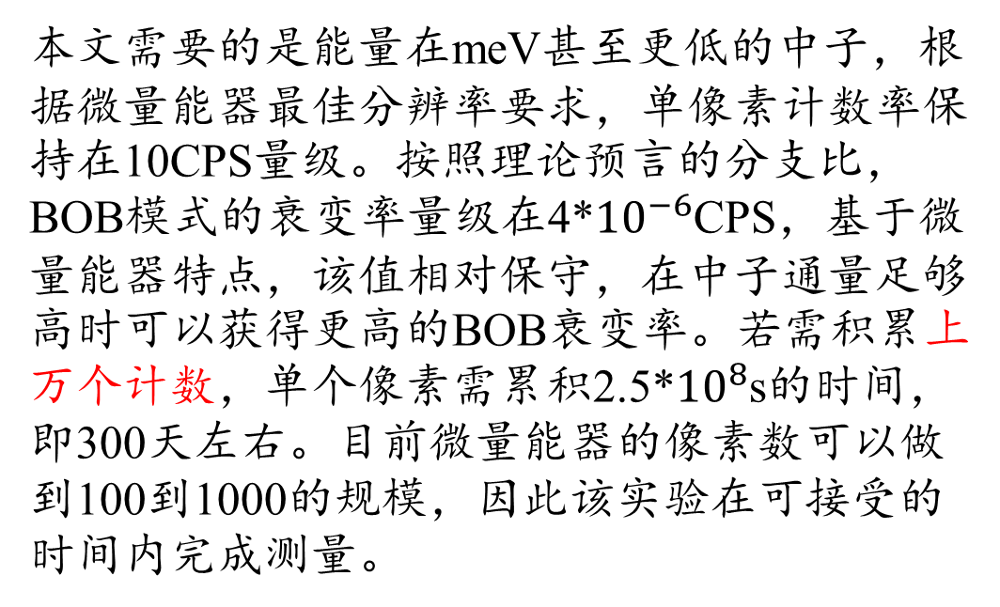 本文需要的是能量在meV甚至更低的中子，根
据微量能器最佳分辨率要求，单像素计数率保
持在10CPS量级。按照理论预言的分支比，
BOB模式的衰变率量级在4*10⁻⁶CPS，基于微
量能器特点，该值相对保守，在中子通量足够
高时可以获得更高的BOB衰变率。若需积累上
万个计数，单个像素需累积2.5*10⁸s的时间，
即300天左右。目前微量能器的像素数可以做
到100到1000的规模，因此该实验在可接受的
时间内完成测量。